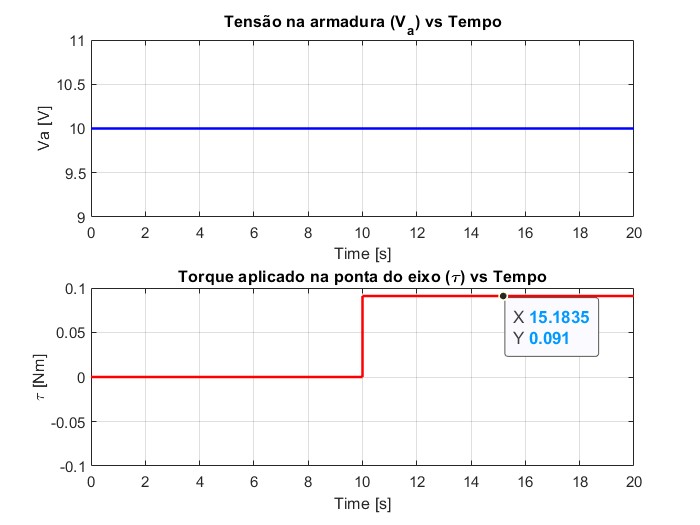 Tensão na armadura (Va) vs Tempo
11
10.5
10
9.5
9
Va [V]
0 2 4 6 8 10 12 14 16 18 20
Time [s]
Torque aplicado na ponta do eixo (τ) vs Tempo
0.1
0.05
0
-0.05
-0.1
τ [Nm]
X 15.1835
Y 0.091
0 2 4 6 8 10 12 14 16 18 20
Time [s]